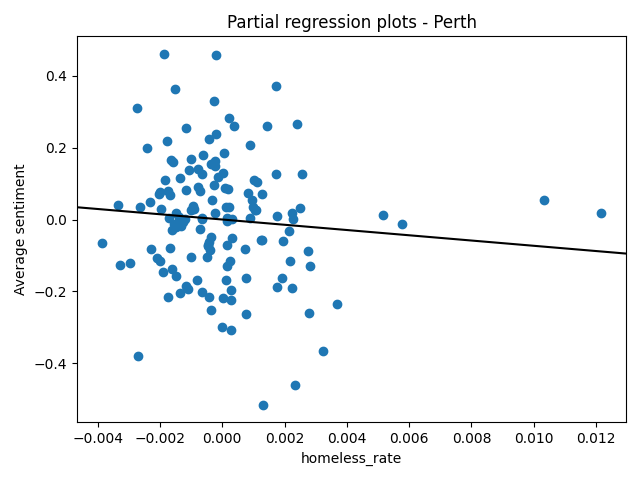 Partial regression plots - Perth
Average sentiment
0.4
0.2
0.0
−0.2
−0.4
−0.004 −0.002 0.000 0.002 0.004 0.006 0.008 0.010 0.012
homeless_rate